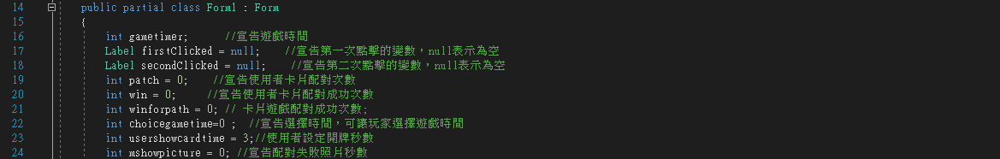 14 public partial class Form1 : Form
15 {
16 int gametimer; //宣告遊戲時間
17 Label firstClicked = null; //宣告第一次點擊的變數，null表示為空
18 Label secondClicked = null; //宣告第二次點擊的變數，null表示為空
19 int patch = 0; //宣告使用者卡片配對次數
20 int win = 0; //宣告使用者卡片配對成功次數
21 int winforpath = 0; // 卡片遊戲配對成功次數;
22 int choicegametime=0 ; //宣告選擇時間，可讓玩家選擇遊戲時間
23 int usershowcardtime = 3;//使用者設定開牌秒數
24 int mshowpicture = 0; //宣告配對失敗照片秒數